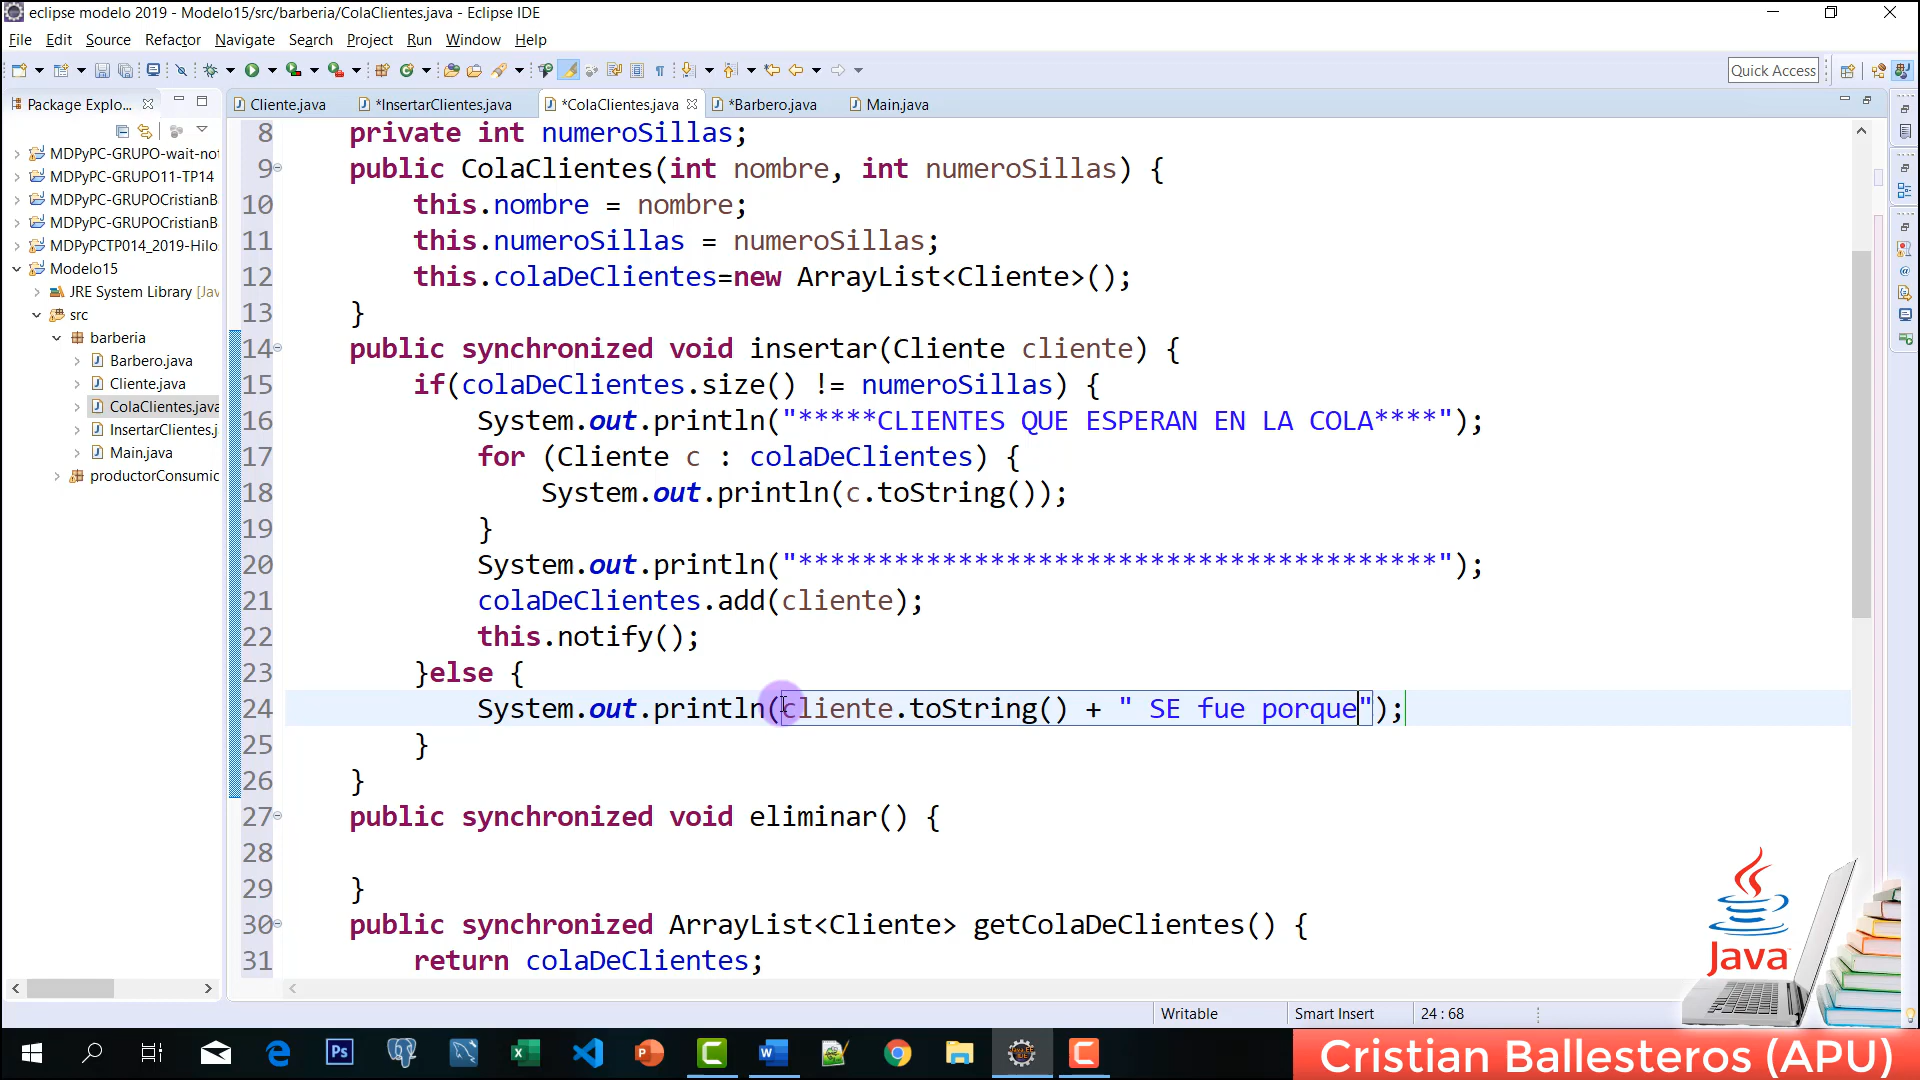 eclipse modelo 2019 - Modelo15/src/barberia/ColaClientes.java - Eclipse IDE
File Edit Source Refactor Navigate Search Project Run Window Help
Quick Access
Package Explo...
Cliente.java
*InsertarClientes.java
*ColaClientes.java
*Barbero.java
Main.java
MDPyPC-GRUPO-wait-not
MDPyPC-GRUPO11-TP14
MDPyPC-GRUPOCristianB
MDPyPC-GRUPOCristianB
MDPyPCTP014_2019-Hilo
Modelo15
JRE System Library [Jav
src
barberia
Barbero.java
Cliente.java
ColaClientes.java
InsertarClientes.j
Main.java
productorConsumic
8 private int numeroSillas;
9 public ColaClientes(int nombre, int numeroSillas) {
10 this.nombre = nombre;
11 this.numeroSillas = numeroSillas;
12 this.colaDeClientes=new ArrayList<Cliente>();
13 }
14 public synchronized void insertar(Cliente cliente) {
15 if(colaDeClientes.size() != numeroSillas) {
16 System.out.println("*****CLIENTES QUE ESPERAN EN LA COLA****");
17 for (Cliente c : colaDeClientes) {
18 System.out.println(c.toString());
19 }
20 System.out.println("****************************************");
21 colaDeClientes.add(cliente);
22 this.notify();
23 }else {
24 System.out.println(cliente.toString() + " SE fue porque");
25 }
26 }
27 public synchronized void eliminar() {
28
29 }
30 public synchronized ArrayList<Cliente> getColaDeClientes() {
31 return colaDeClientes;
Writable
Smart Insert
24 : 68
Java
Cristian Ballesteros (APU)